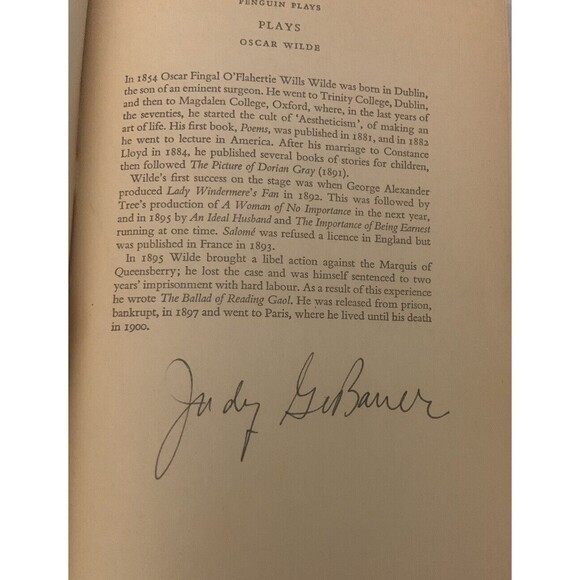 PENGUIN PLAYS
PLAYS
OSCAR WILDE
In 1854 Oscar Fingal O'Flahertie Wills Wilde was born in Dublin,
the son of an eminent surgeon. He went to Trinity College, Dublin,
and then to Magdalen College, Oxford, where, in the last years of
the seventies, he started the cult of 'Aestheticism', of making an
art of life. His first book, Poems, was published in 1881, and in 1882
he went to lecture in America. After his marriage to Constance
Lloyd in 1884, he published several books of stories for children,
then followed The Picture of Dorian Gray (1891).
Wilde's first success on the stage was when George Alexander
produced Lady Windermere's Fan in 1892. This was followed by
Tree's production of A Woman of No Importance in the next year,
and in 1895 by An Ideal Husband and The Importance of Being Earnest
running at one time. Salomé was refused a licence in England but
was published in France in 1893.
In 1895 Wilde brought a libel action against the Marquis of
Queensberry; he lost the case and was himself sentenced to two
years' imprisonment with hard labour. As a result of this experience
he wrote The Ballad of Reading Gaol. He was released from prison,
bankrupt, in 1897 and went to Paris, where he lived until his death
in 1900.
Judy GeBauer